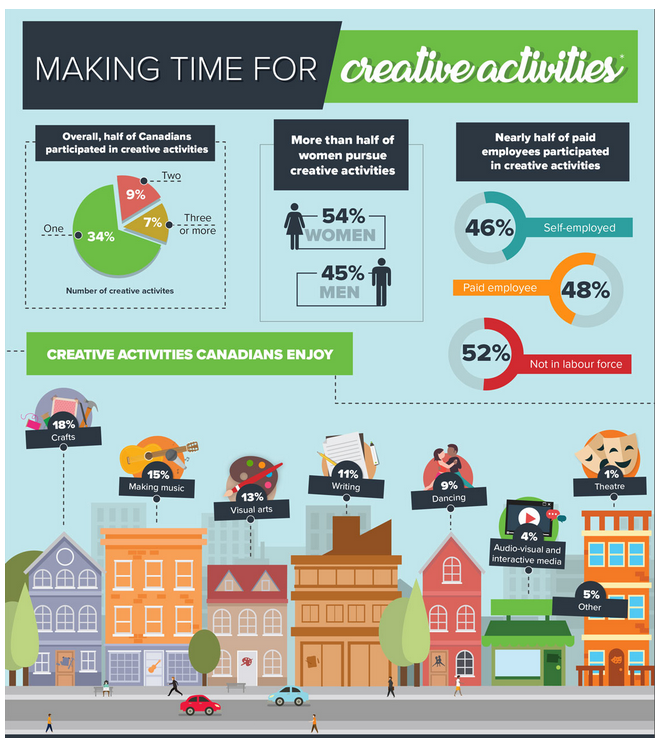 MAKING TIME FOR creative activities*
Overall, half of Canadians
participated in creative activities
Two
9%
Three
or more
7%
One
34%
Number of creative activites
More than half of
women pursue
creative activities
54%
WOMEN
45%
MEN
Nearly half of paid
employees participated
in creative activities
46%
Self-employed
Paid employee
48%
52%
Not in labour force
CREATIVE ACTIVITIES CANADIANS ENJOY
18%
Crafts
15%
Making music
13%
Visual arts
11%
Writing
9%
Dancing
4%
Audio-visual and
interactive media
1%
Theatre
5%
Other